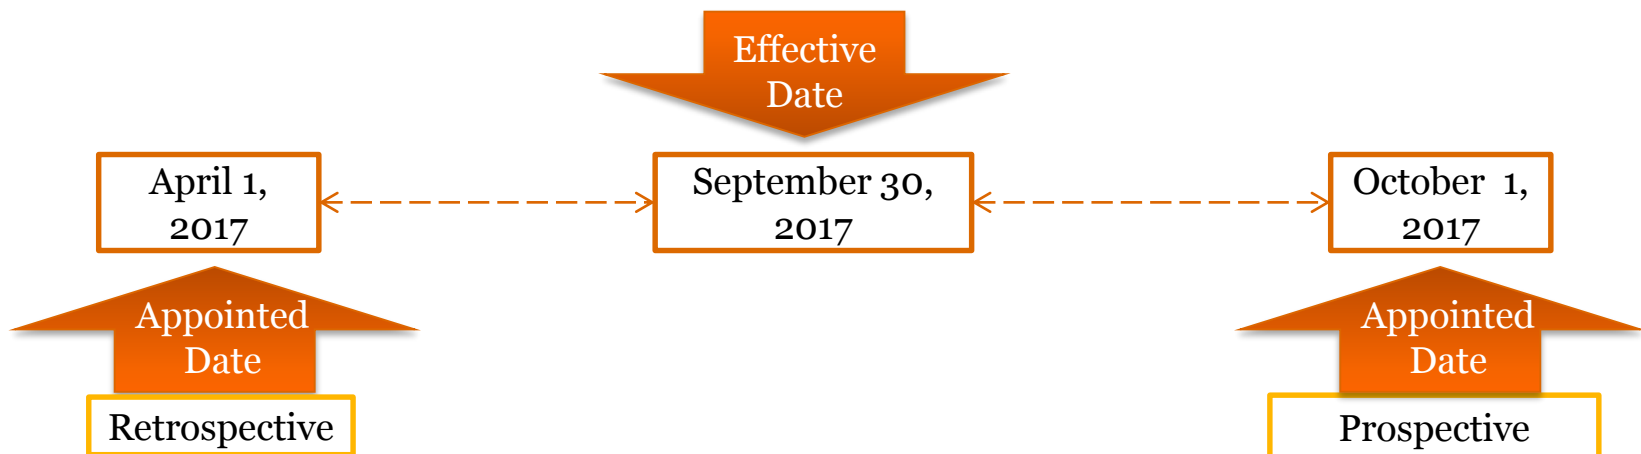 Effective
Date
April 1,
2017
September 30,
2017
October 1,
2017
Appointed
Date
Appointed
Date
Retrospective
Prospective